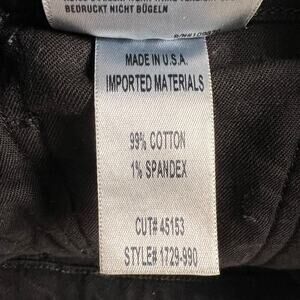 BEDRUCKT NICHT BÜGELN
MADE IN U.S.A.
IMPORTED MATERIALS
99% COTTON
1% SPANDEX
CUT# 45153
STYLE# 1729-990